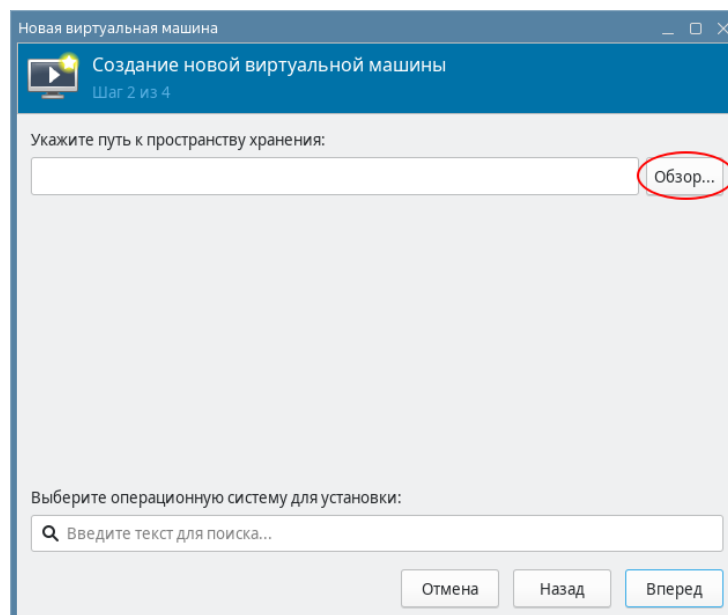 Новая виртуальная машина
Создание новой виртуальной машины
Шаг 2 из 4
Укажите путь к пространству хранения:
Обзор...
Выберите операционную систему для установки:
Введите текст для поиска...
Отмена Назад Вперед